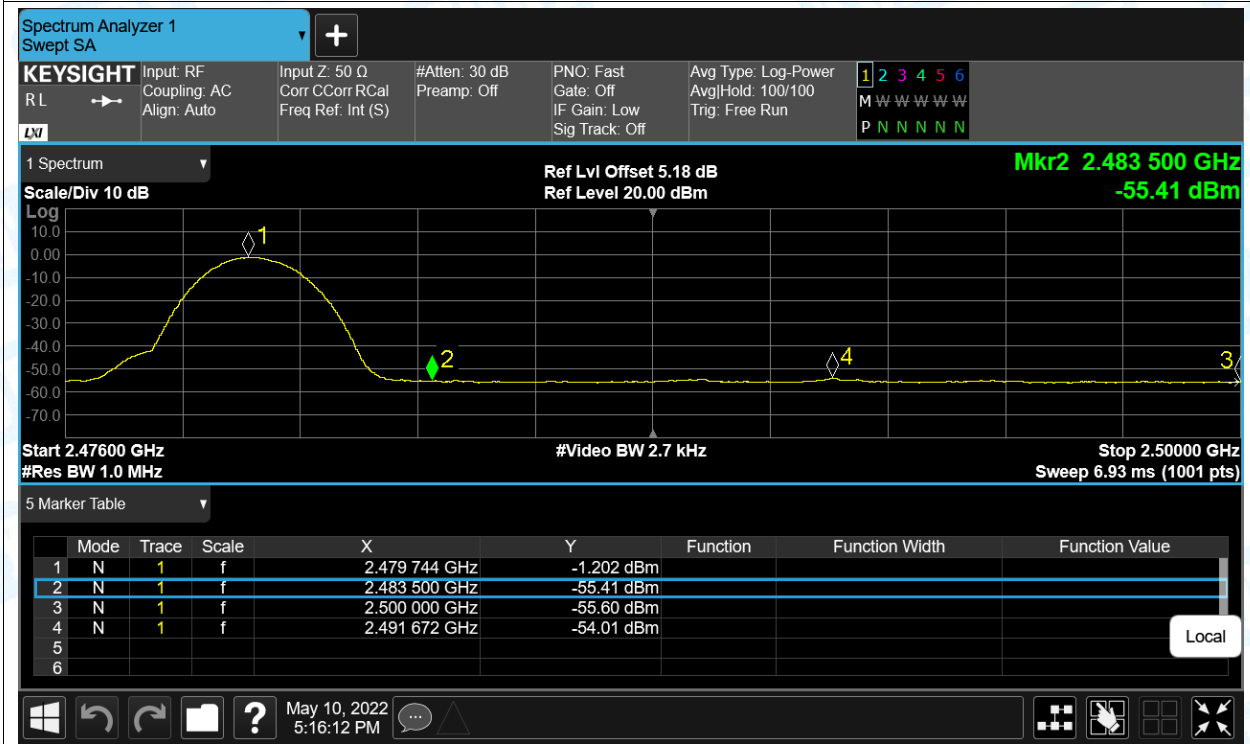 Spectrum Analyzer 1
Swept SA
+
KEYSIGHT
R L
LXI
Input: RF
Coupling: AC
Align: Auto
Input Z: 50 Ω
Corr CCorr RCal
Freq Ref: Int (S)
#Atten: 30 dB
Preamp: Off
PNO: Fast
Gate: Off
IF Gain: Low
Sig Track: Off
Avg Type: Log-Power
Avg|Hold: 100/100
Trig: Free Run
1 2 3 4 5 6
M W W W W W
P N N N N N
1 Spectrum
Scale/Div 10 dB
Log
Ref Lvl Offset 5.18 dB
Ref Level 20.00 dBm
Mkr2 2.483 500 GHz
-55.41 dBm
10.0
0.00
-10.0
-20.0
-30.0
-40.0
-50.0
-60.0
-70.0
1
2
4
3
Start 2.47600 GHz
#Res BW 1.0 MHz
#Video BW 2.7 kHz
Stop 2.50000 GHz
Sweep 6.93 ms (1001 pts)
5 Marker Table
Mode Trace Scale X Y Function Function Width Function Value
1 N 1 f 2.479 744 GHz -1.202 dBm
2 N 1 f 2.483 500 GHz -55.41 dBm
3 N 1 f 2.500 000 GHz -55.60 dBm
4 N 1 f 2.491 672 GHz -54.01 dBm
5
6
Local
?
May 10, 2022
5:16:12 PM